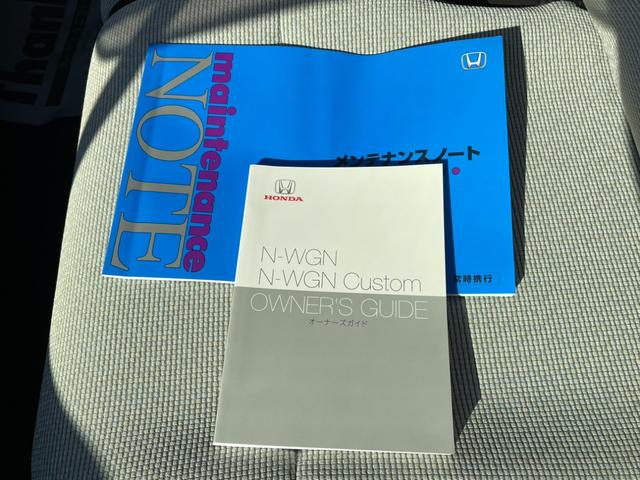 maintenance
NOTE
メンテナンスノート
常時携行
HONDA
N-WGN
N-WGN Custom
OWNER'S GUIDE
オーナーズガイド
Thank